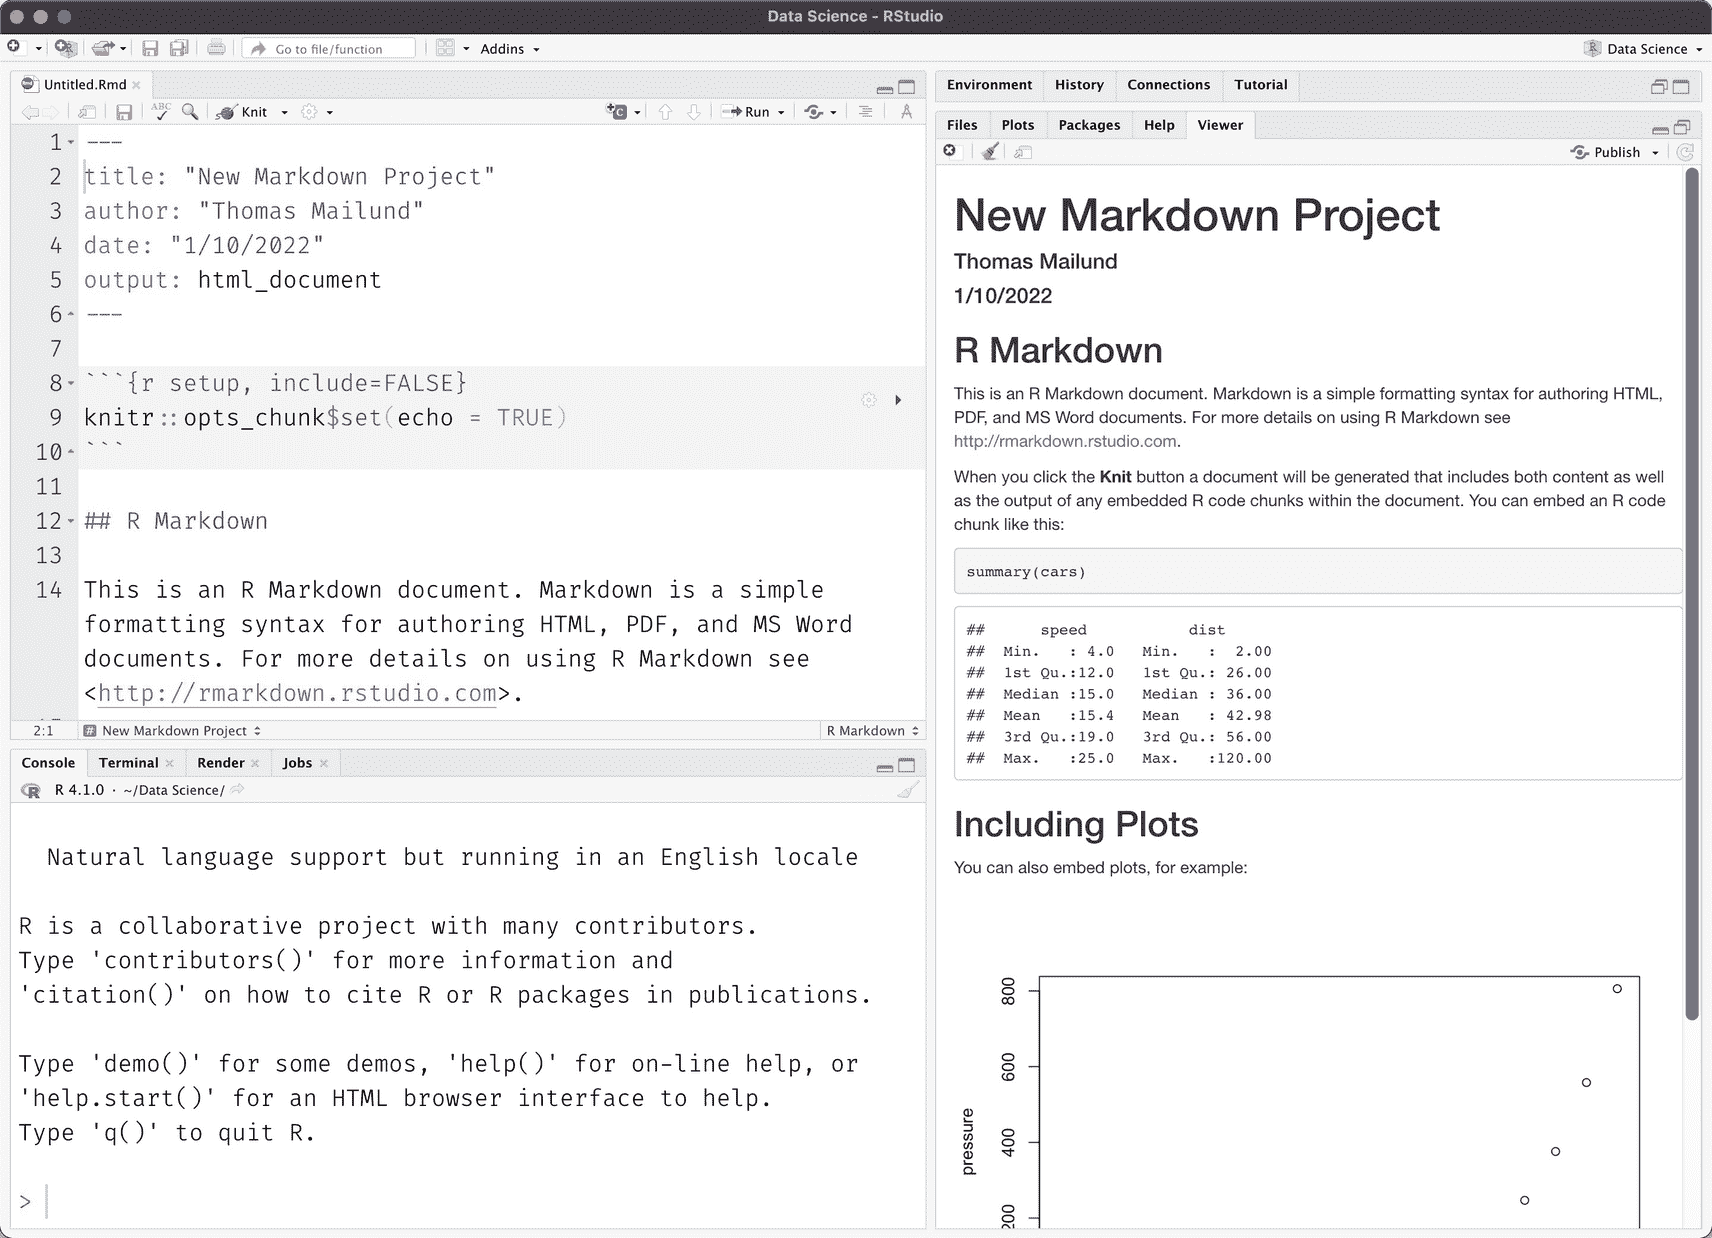 Data Science - RStudio
Go to file/function
Addins
Data Science
Untitled.Rmd
ABC
Knit
Run
1 ---
2 title: "New Markdown Project"
3 author: "Thomas Mailund"
4 date: "1/10/2022"
5 output: html_document
6 ---
7
8 ```{r setup, include=FALSE}
9 knitr::opts_chunk$set(echo = TRUE)
10 ```
11
12 ## R Markdown
13
14 This is an R Markdown document. Markdown is a simple
formatting syntax for authoring HTML, PDF, and MS Word
documents. For more details on using R Markdown see
<http://rmarkdown.rstudio.com>.
2:1 # New Markdown Project R Markdown
Console Terminal Render Jobs
R 4.1.0 · ~/Data Science/
Natural language support but running in an English locale
R is a collaborative project with many contributors.
Type 'contributors()' for more information and
'citation()' on how to cite R or R packages in publications.
Type 'demo()' for some demos, 'help()' for on-line help, or
'help.start()' for an HTML browser interface to help.
Type 'q()' to quit R.
>
Environment History Connections Tutorial
Files Plots Packages Help Viewer
Publish
New Markdown Project
Thomas Mailund
1/10/2022
R Markdown
This is an R Markdown document. Markdown is a simple formatting syntax for authoring HTML,
PDF, and MS Word documents. For more details on using R Markdown see
http://rmarkdown.rstudio.com.
When you click the Knit button a document will be generated that includes both content as well
as the output of any embedded R code chunks within the document. You can embed an R code
chunk like this:
summary(cars)
## speed dist
## Min. : 4.0 Min. : 2.00
## 1st Qu.:12.0 1st Qu.: 26.00
## Median :15.0 Median : 36.00
## Mean :15.4 Mean : 42.98
## 3rd Qu.:19.0 3rd Qu.: 56.00
## Max. :25.0 Max. :120.00
Including Plots
You can also embed plots, for example:
800
600
400
200
pressure